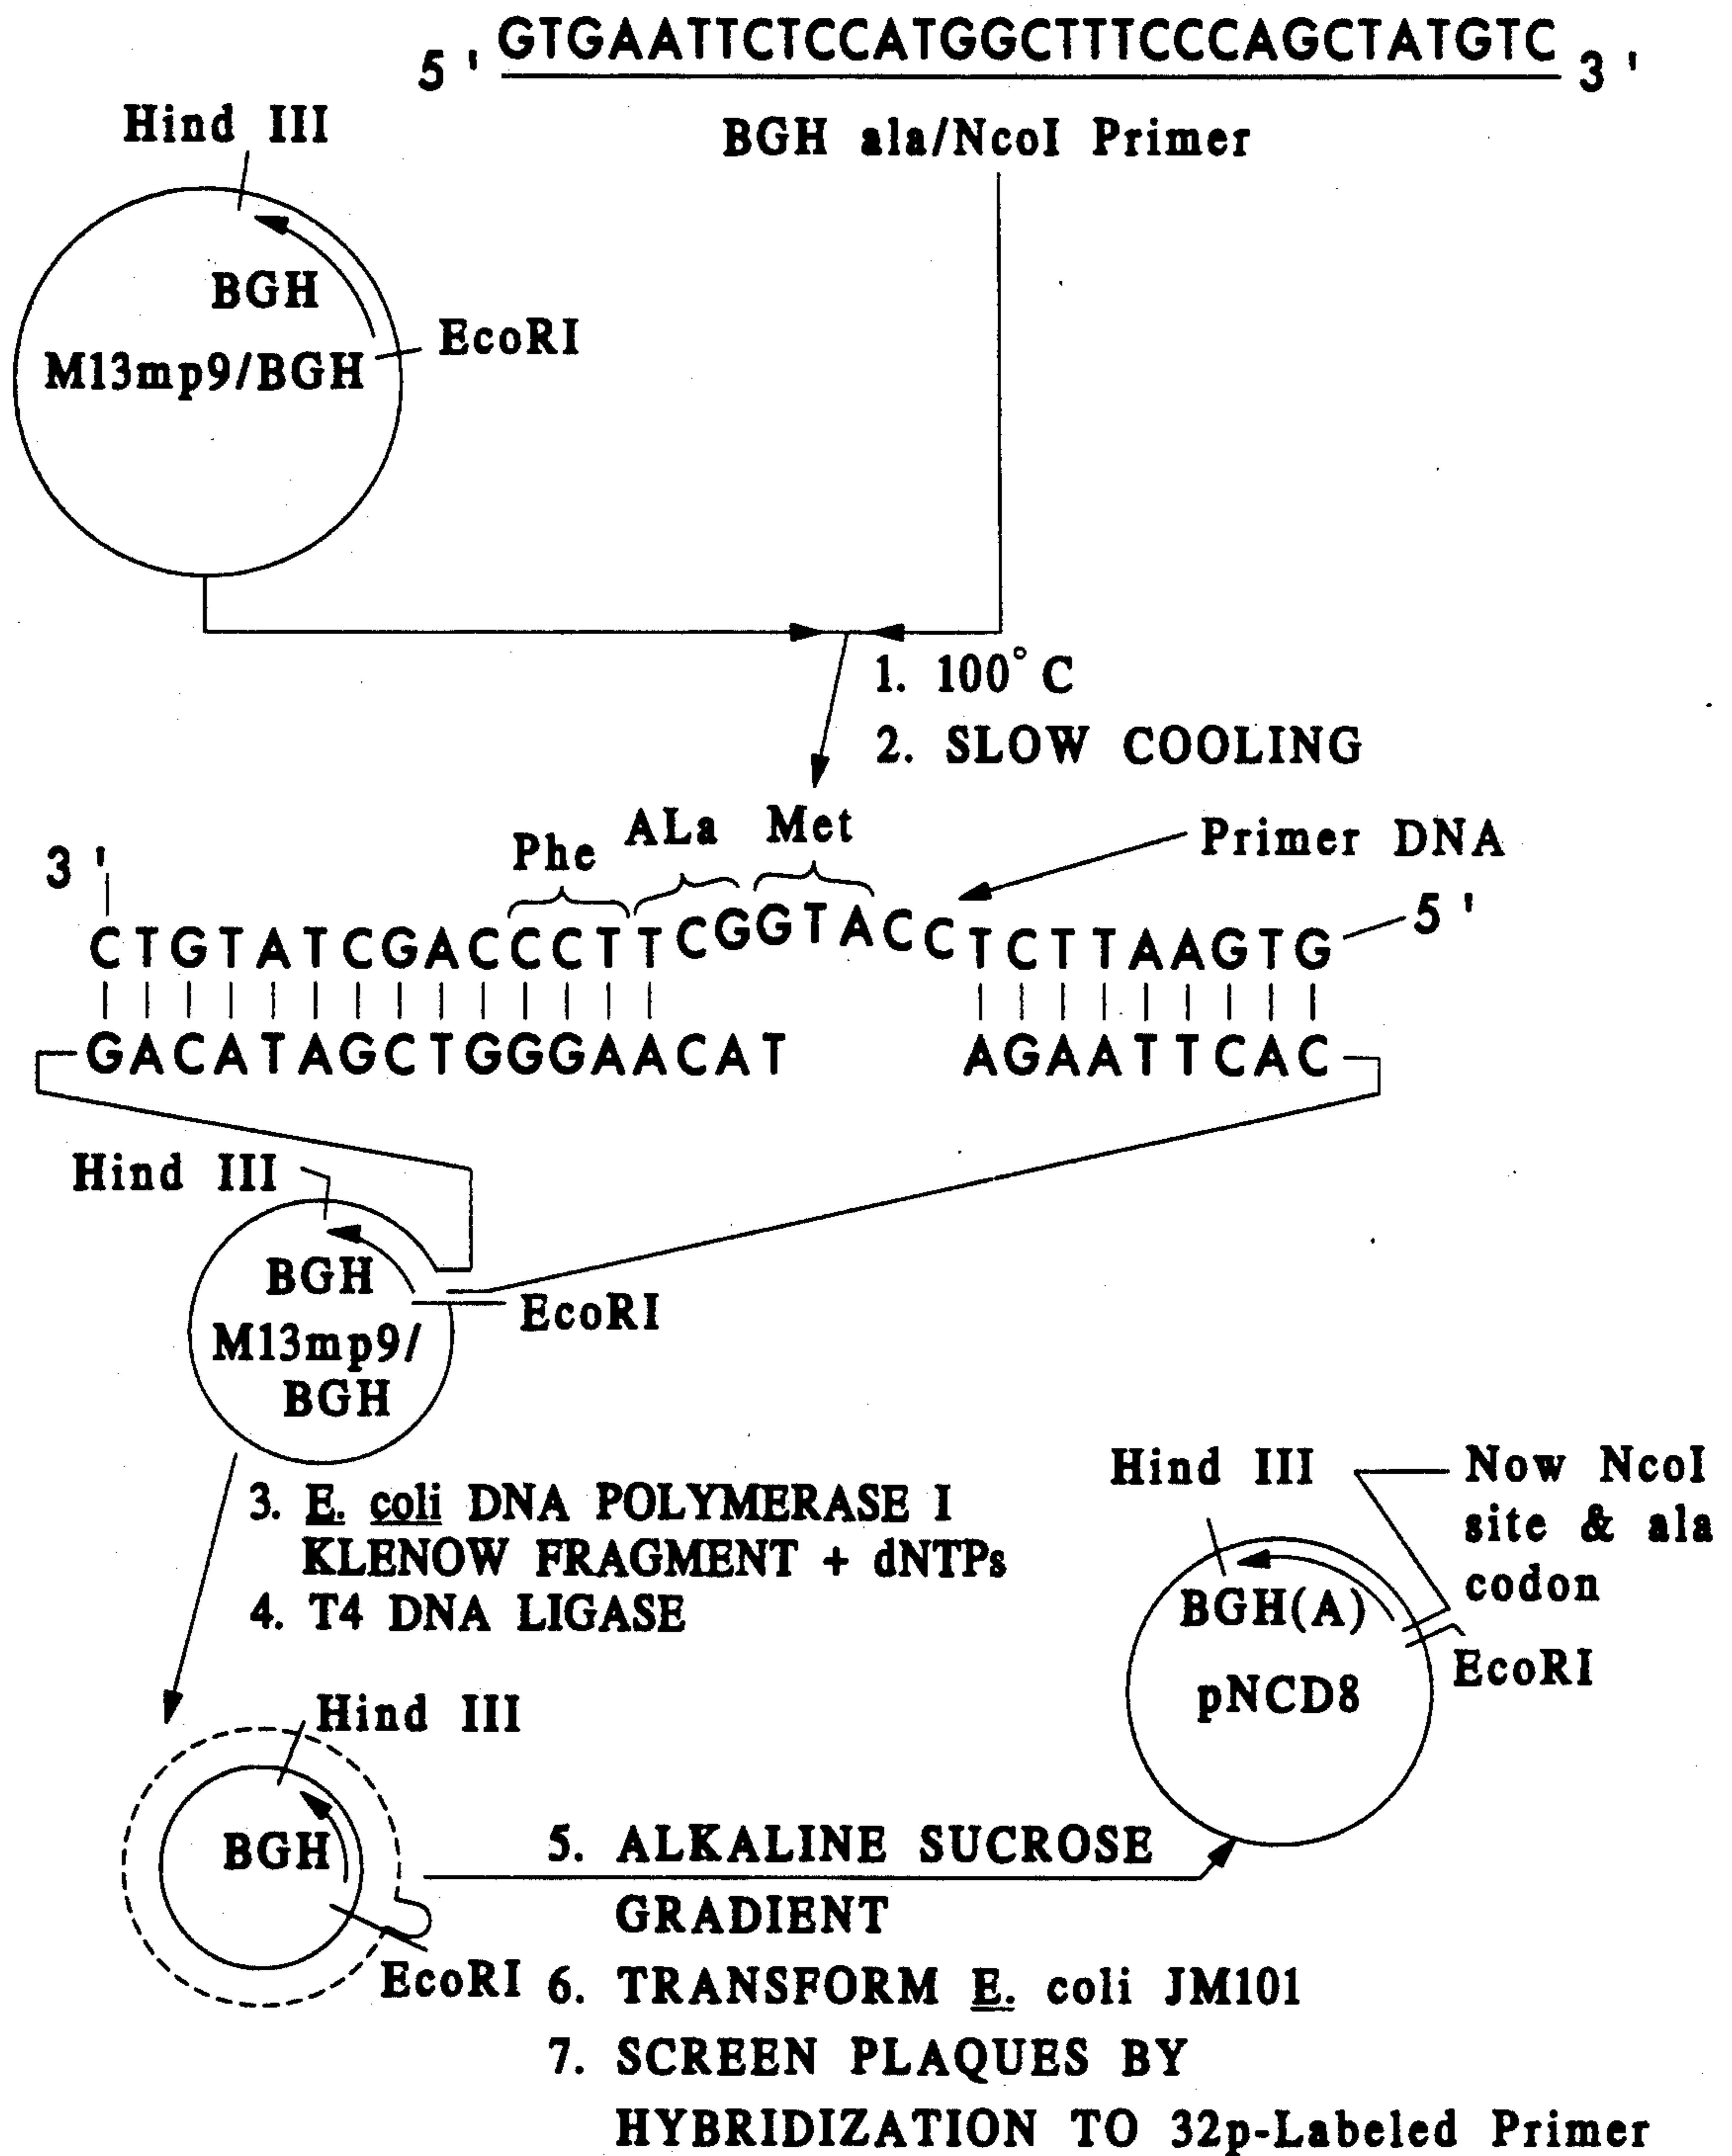 5' GTGAATTCTCCATGGCTTTCCCAGCTATGTC 3'
BGH ala/NcoI Primer
Hind III
BGH
EcoRI
M13mp9/BGH
1. 100° C
2. SLOW COOLING
Phe ALa Met
Primer DNA
3' 5'
CTGTATCGACCCTTCGGTACCTCTTAAGTG
GACATAGCTGGGAACAT AGAATTCAC
Hind III
BGH
EcoRI
M13mp9/
BGH
3. E. coli DNA POLYMERASE I
KLENOW FRAGMENT + dNTPs
4. T4 DNA LIGASE
Hind III
Now NcoI
site & ala
codon
BGH(A)
EcoRI
pNCD8
Hind III
BGH
EcoRI
5. ALKALINE SUCROSE
GRADIENT
6. TRANSFORM E. coli JM101
7. SCREEN PLAQUES BY
HYBRIDIZATION TO 32p-Labeled Primer